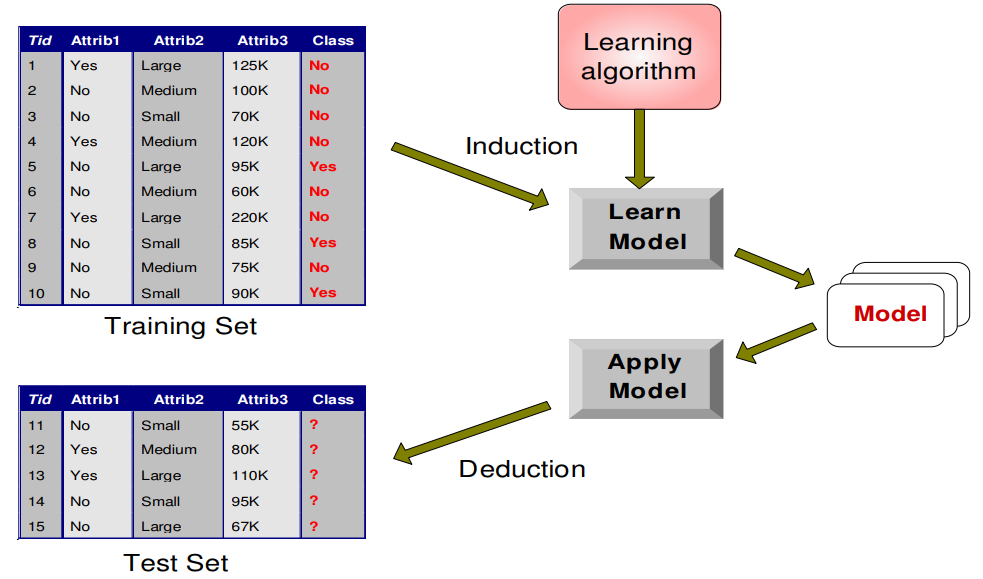 Tid Attrib1 Attrib2 Attrib3 Class
1 Yes Large 125K No
2 No Medium 100K No
3 No Small 70K No
4 Yes Medium 120K No
5 No Large 95K Yes
6 No Medium 60K No
7 Yes Large 220K No
8 No Small 85K Yes
9 No Medium 75K No
10 No Small 90K Yes
Training Set
Learning
algorithm
Induction
Learn
Model
Model
Apply
Model
Deduction
Tid Attrib1 Attrib2 Attrib3 Class
11 No Small 55K ?
12 Yes Medium 80K ?
13 Yes Large 110K ?
14 No Small 95K ?
15 No Large 67K ?
Test Set